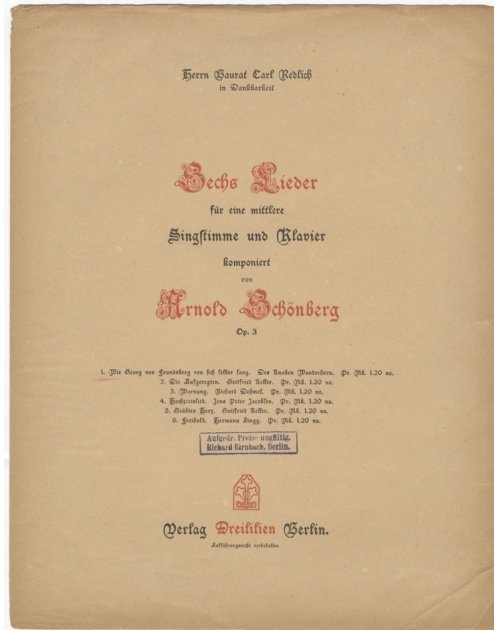 Herrn Baurat Carl Redlich
in Dankbarkeit
Sechs Lieder
für eine mittlere
Singstimme und Klavier
komponiert
von
Arnold Schönberg
Op. 3
1. Wie Georg von Frundsberg von sich selber sang. Des Knaben Wunderhorn. Pr. Mk. 1,20 no.
2. Die Aufgeregten. Gottfried Keller. Pr. Mk. 1,20 no.
3. Warnung. Richard Dehmel. Pr. Mk. 1,20 no.
4. Hochzeitslied. Jens Peter Jacobsen. Pr. Mk. 1,20 no.
5. Geübtes Herz. Gottfried Keller. Pr. Mk. 1,20 no.
6. Freihold. Hermann Lingg. Pr. Mk. 1,20 no.
Aufgedr. Preise ungültig.
Richard Birnbach, Berlin.
Verlag Dreililien Berlin.
Aufführungsrecht vorbehalten.